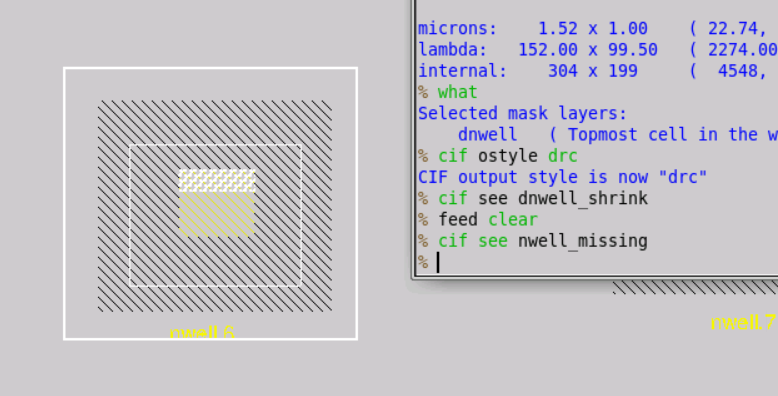 microns: 1.52 x 1.00 ( 22.74,
lambda: 152.00 x 99.50 ( 2274.00
internal: 304 x 199 ( 4548,
% what
Selected mask layers:
dnwell ( Topmost cell in the w
% cif ostyle drc
CIF output style is now "drc"
% cif see dnwell_shrink
% feed clear
% cif see nwell_missing
%
nwell.6
nwell.7